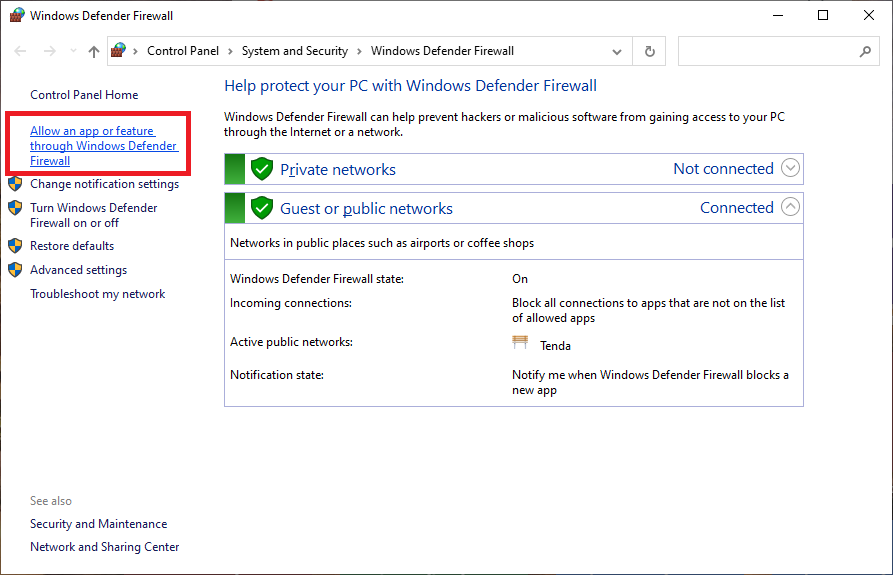 Windows Defender Firewall
Control Panel > System and Security > Windows Defender Firewall
Control Panel Home
Allow an app or feature
through Windows Defender
Firewall
Change notification settings
Turn Windows Defender
Firewall on or off
Restore defaults
Advanced settings
Troubleshoot my network
Help protect your PC with Windows Defender Firewall
Windows Defender Firewall can help prevent hackers or malicious software from gaining access to your PC
through the Internet or a network.
Private networks Not connected
Guest or public networks Connected
Networks in public places such as airports or coffee shops
Windows Defender Firewall state: On
Incoming connections: Block all connections to apps that are not on the list
of allowed apps
Active public networks: Tenda
Notification state: Notify me when Windows Defender Firewall blocks a
new app
See also
Security and Maintenance
Network and Sharing Center